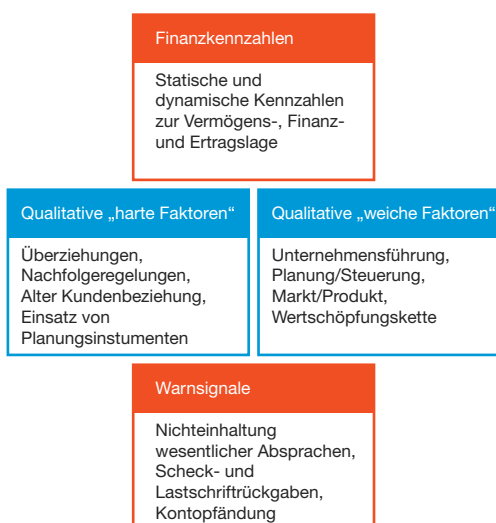 Finanzkennzahlen
Statische und
dynamische Kennzahlen
zur Vermögens-, Finanz-
und Ertragslage
Qualitative „harte Faktoren“
Überziehungen,
Nachfolgeregelungen,
Alter Kundenbeziehung,
Einsatz von
Planungsinstumenten
Qualitative „weiche Faktoren“
Unternehmensführung,
Planung/Steuerung,
Markt/Produkt,
Wertschöpfungskette
Warnsignale
Nichteinhaltung
wesentlicher Absprachen,
Scheck- und
Lastschriftrückgaben,
Kontopfändung